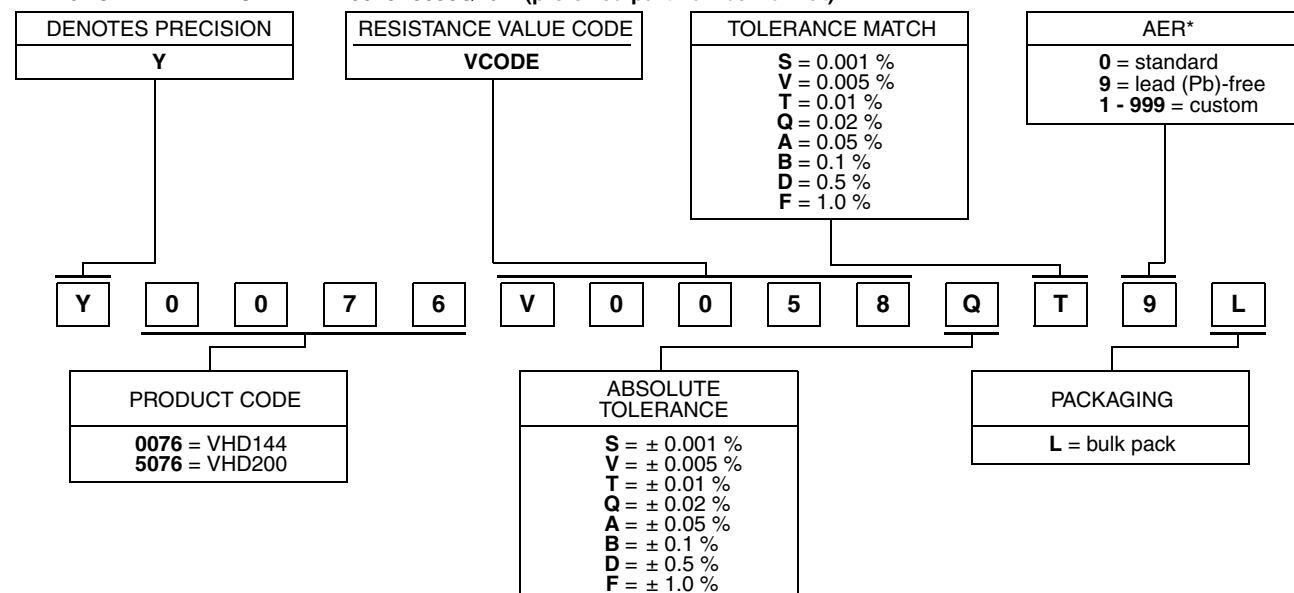 DENOTES PRECISION
Y
RESISTANCE VALUE CODE
VCODE
TOLERANCE MATCH
S = 0.001 %
V = 0.005 %
T = 0.01 %
Q = 0.02 %
A = 0.05 %
B = 0.1 %
D = 0.5 %
F = 1.0 %
AER*
0 = standard
9 = lead (Pb)-free
1 - 999 = custom
Y 0 0 7 6 V 0 0 5 8 Q T 9 L
PRODUCT CODE
0076 = VHD144
5076 = VHD200
ABSOLUTE
TOLERANCE
S = ± 0.001 %
V = ± 0.005 %
T = ± 0.01 %
Q = ± 0.02 %
A = ± 0.05 %
B = ± 0.1 %
D = ± 0.5 %
F = ± 1.0 %
PACKAGING
L = bulk pack